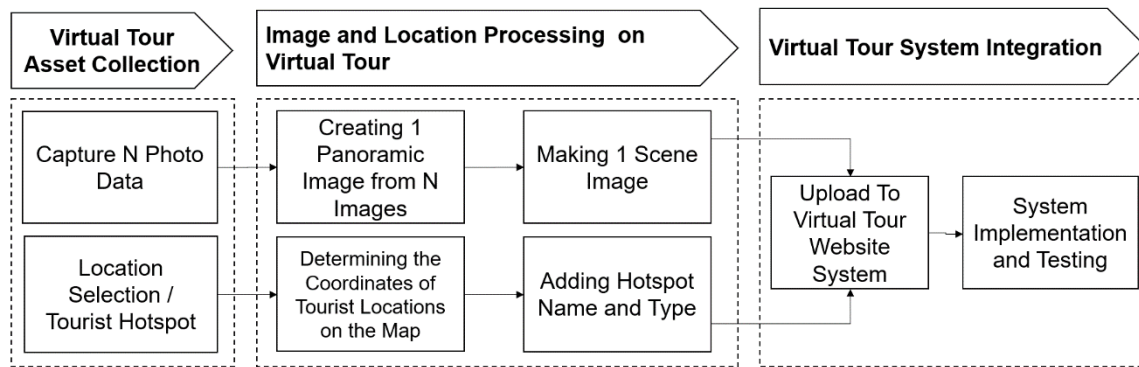 Virtual Tour
Asset Collection
Image and Location Processing on
Virtual Tour
Virtual Tour System Integration
Capture N Photo
Data
Creating 1
Panoramic
Image from N
Images
Making 1 Scene
Image
Location
Selection /
Tourist Hotspot
Determining the
Coordinates of
Tourist Locations
on the Map
Adding Hotspot
Name and Type
Upload To
Virtual Tour
Website
System
System
Implementation
and Testing